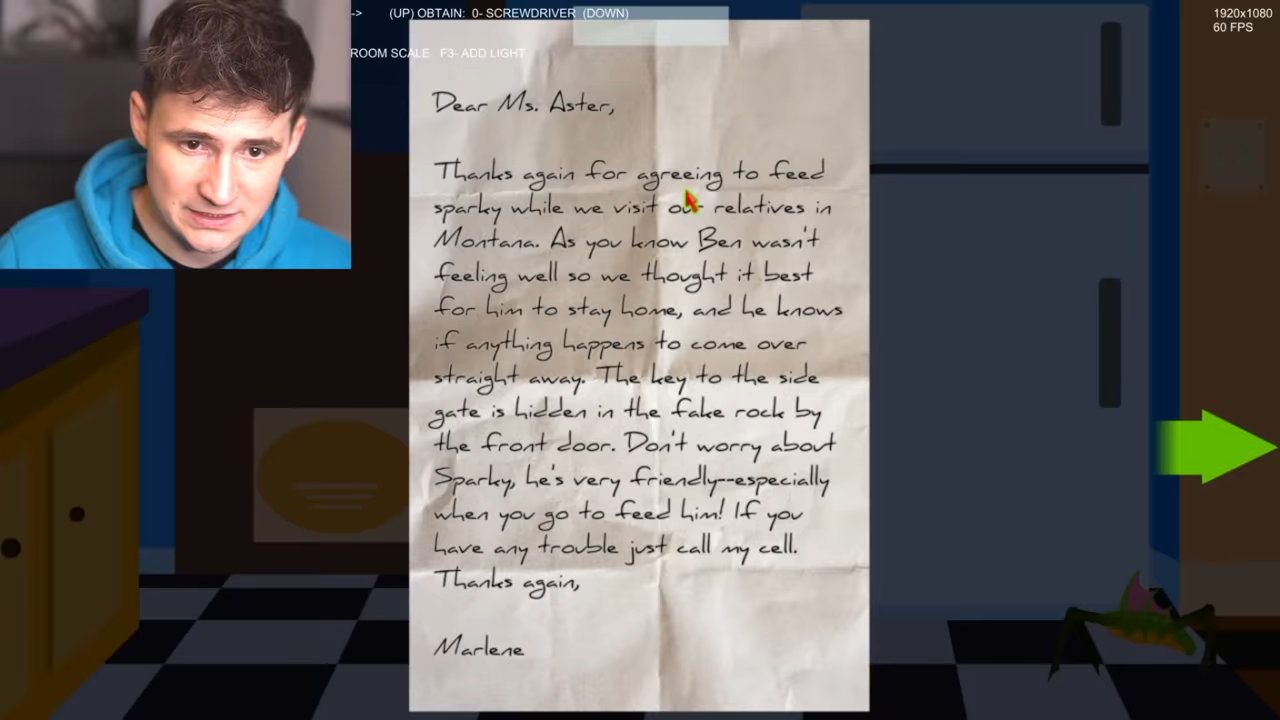 -> (UP) OBTAIN: 0- SCREWDRIVER (DOWN)
1920x1080
60 FPS
ROOM SCALE F3- ADD LIGHT
Dear Ms. Aster,
Thanks again for agreeing to feed
sparky while we visit our relatives in
Montana. As you know Ben wasn't
feeling well so we thought it best
for him to stay home, and he knows
if anything happens to come over
straight away. The key to the side
gate is hidden in the fake rock by
the front door. Don't worry about
Sparky, he's very friendly--especially
when you go to feed him! If you
have any trouble just call my cell.
Thanks again,
Marlene